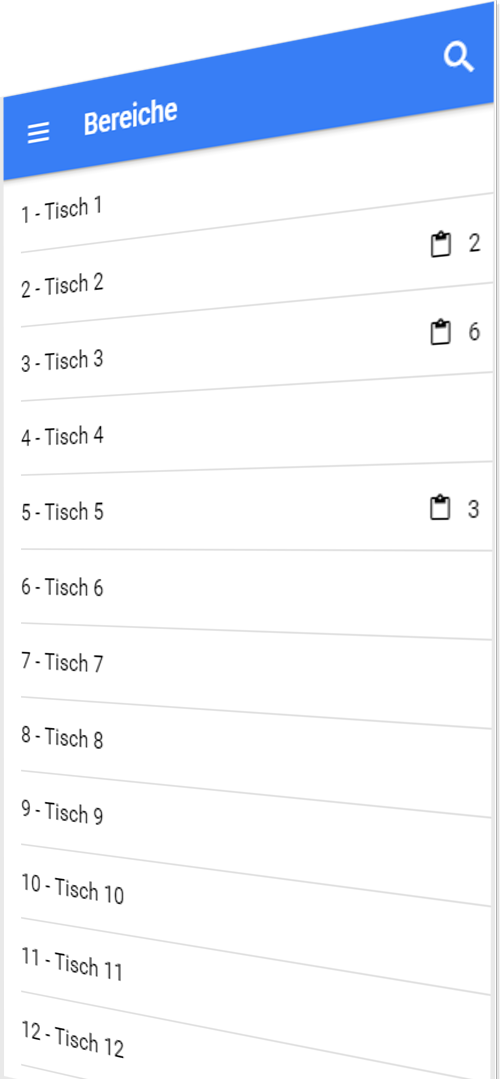 Bereiche
1 - Tisch 1
2 - Tisch 2 2
3 - Tisch 3 6
4 - Tisch 4
5 - Tisch 5 3
6 - Tisch 6
7 - Tisch 7
8 - Tisch 8
9 - Tisch 9
10 - Tisch 10
11 - Tisch 11
12 - Tisch 12